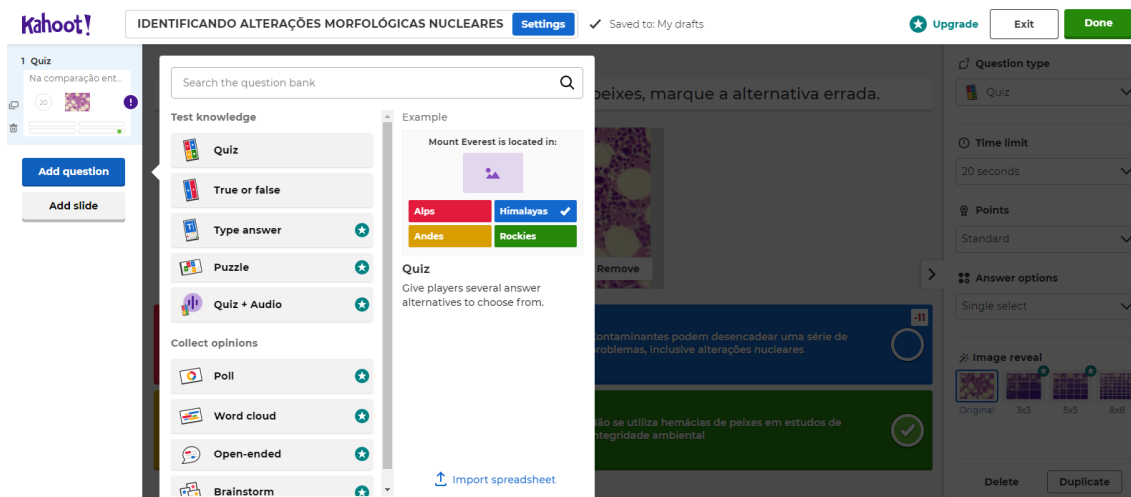 Kahoot!
IDENTIFICANDO ALTERAÇÕES MORFOLÓGICAS NUCLEARES
Settings
Saved to: My drafts
Upgrade
Exit
Done
1 Quiz
Na comparação ent...
20
Add question
Add slide
Search the question bank
Test knowledge
Quiz
True or false
Type answer
Puzzle
Quiz + Audio
Collect opinions
Poll
Word cloud
Open-ended
Brainstorm
Example
Mount Everest is located in:
Alps
Himalayas
Andes
Rockies
Quiz
Give players several answer
alternatives to choose from.
Import spreadsheet
peixes, marque a alternativa errada.
Remove
-11
Contaminantes podem desencadear uma série de
problemas, inclusive alterações nucleares
Não se utiliza hemácias de peixes em estudos de
integridade ambiental
Question type
Quiz
Time limit
20 seconds
Points
Standard
Answer options
Single select
Image reveal
Original
3x3
5x5
8x8
Delete
Duplicate